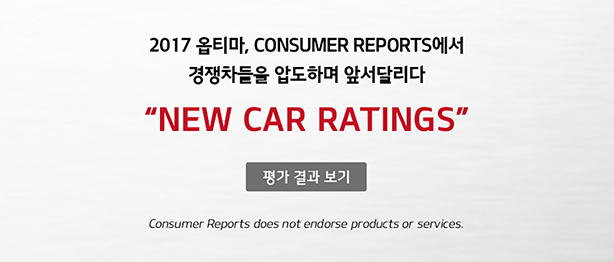 2017 옵티마, CONSUMER REPORTS에서
경쟁차들을 압도하며 앞서달리다
“NEW CAR RATINGS”
평가 결과 보기
Consumer Reports does not endorse products or services.